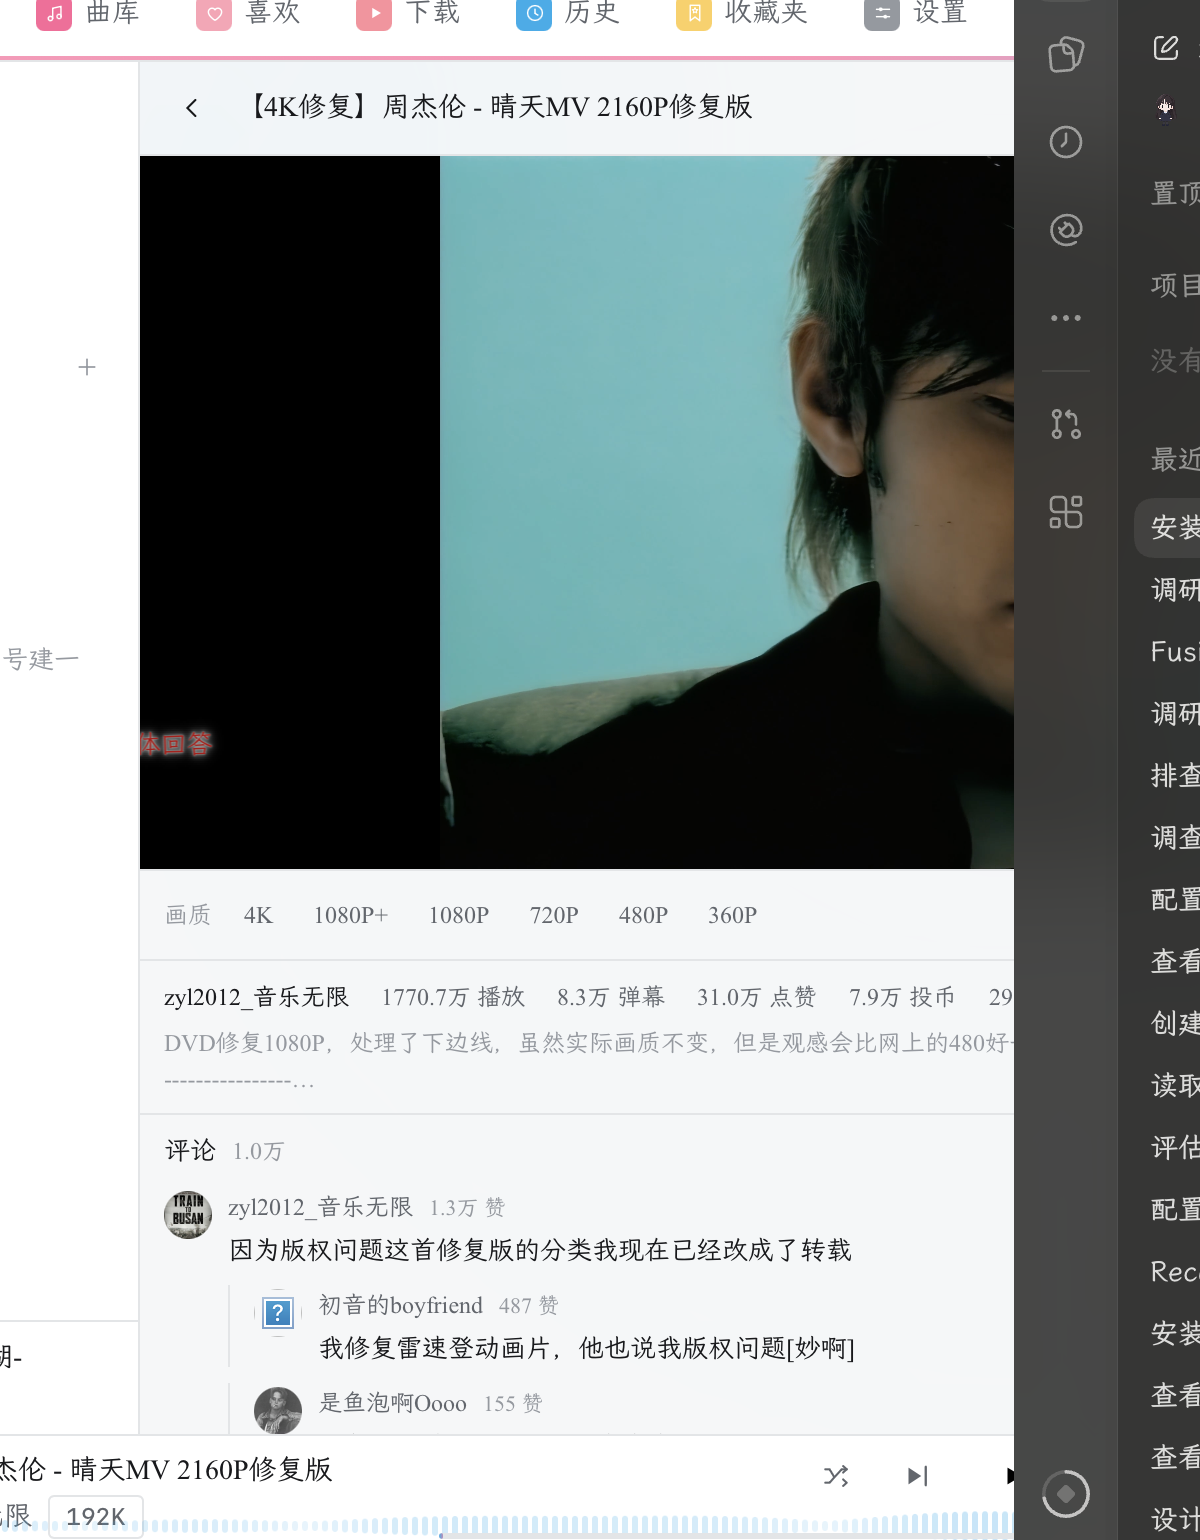 曲库
喜欢
下载
历史
收藏夹
设置
【4K修复】周杰伦 - 晴天MV 2160P修复版
号建一
体回答
画质 4K 1080P+ 1080P 720P 480P 360P
zyl2012_音乐无限 1770.7万 播放 8.3万 弹幕 31.0万 点赞 7.9万 投币 29
DVD修复1080P，处理了下边线，虽然实际画质不变，但是观感会比网上的480好
----------------…
评论 1.0万
TRAIN TO BUSAN
zyl2012_音乐无限 1.3万 赞
因为版权问题这首修复版的分类我现在已经改成了转载
初音的boyfriend 487 赞
我修复雷速登动画片，他也说我版权问题[妙啊]
是鱼泡啊Oooo 155 赞
胡-
杰伦 - 晴天MV 2160P修复版
限 192K
置顶
项目
没有
最近
安装
调研
Fusi
调研
排查
调查
配置
查看
创建
读取
评估
配置
Rec
安装
查看
查看
设计